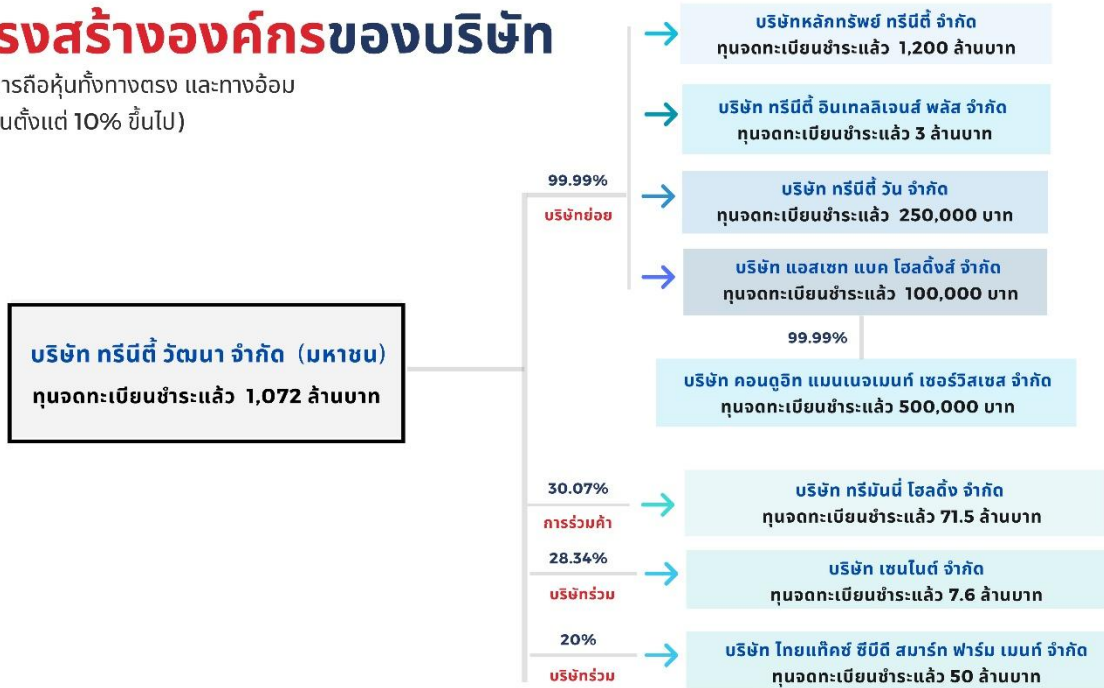 รงสร้างองค์กรของบริษัท
ารถือหุ้นทั้งทางตรง และทางอ้อม
นตั้งแต่ 10% ขึ้นไป)
บริษัทหลักทรัพย์ ทรีนีตี้ จำกัด
ทุนจดทะเบียนชำระแล้ว 1,200 ล้านบาท
บริษัท ทรีนีตี้ อินเทลลิเจนส์ พลัส จำกัด
ทุนจดทะเบียนชำระแล้ว 3 ล้านบาท
99.99%
บริษัทย่อย
บริษัท ทรีนีตี้ วัน จำกัด
ทุนจดทะเบียนชำระแล้ว 250,000 บาท
บริษัท แอสเซท แบค โฮลดิ้งส์ จำกัด
ทุนจดทะเบียนชำระแล้ว 100,000 บาท
99.99%
บริษัท คอนดูอิท แมนเนจเมนท์ เซอร์วิสเซส จำกัด
ทุนจดทะเบียนชำระแล้ว 500,000 บาท
บริษัท ทรีนีตี้ วัฒนา จำกัด (มหาชน)
ทุนจดทะเบียนชำระแล้ว 1,072 ล้านบาท
30.07%
การร่วมค้า
บริษัท ทรีมันนี่ โฮลดิ้ง จำกัด
ทุนจดทะเบียนชำระแล้ว 71.5 ล้านบาท
28.34%
บริษัทร่วม
บริษัท เซนไนต์ จำกัด
ทุนจดทะเบียนชำระแล้ว 7.6 ล้านบาท
20%
บริษัทร่วม
บริษัท ไทยแท๊คซ์ ซีบีดี สมาร์ท ฟาร์ม เมนท์ จำกัด
ทุนจดทะเบียนชำระแล้ว 50 ล้านบาท